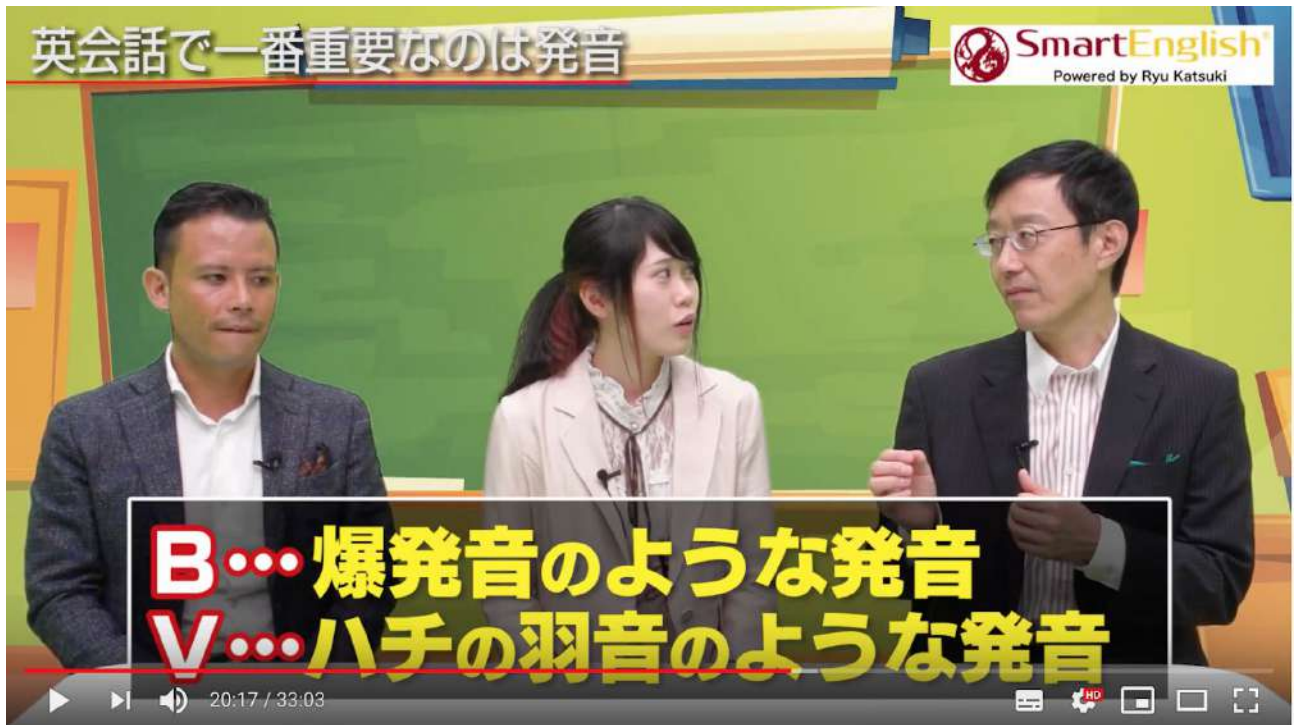 英会話で一番重要なのは発音
SmartEnglish®
Powered by Ryu Katsuki
B…爆発音のような発音
V…ハチの羽音のような発音
20:17 / 33:03
HD